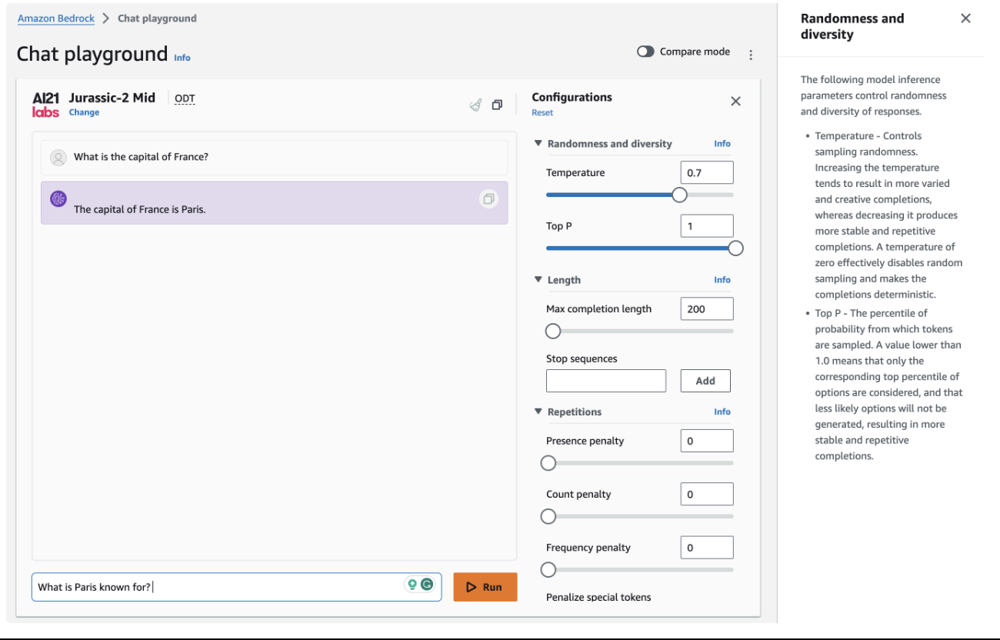 Amazon Bedrock > Chat playground
Chat playground Info
Compare mode
AI21 labs
Jurassic-2 Mid
ODT
Change
What is the capital of France?
The capital of France is Paris.
What is Paris known for?
Run
Configurations
Reset
Randomness and diversity Info
Temperature 0.7
Top P 1
Length Info
Max completion length 200
Stop sequences
Add
Repetitions Info
Presence penalty 0
Count penalty 0
Frequency penalty 0
Penalize special tokens
Randomness and
diversity
The following model inference
parameters control randomness
and diversity of responses.
• Temperature - Controls
sampling randomness.
Increasing the temperature
tends to result in more varied
and creative completions,
whereas decreasing it produces
more stable and repetitive
completions. A temperature of
zero effectively disables random
sampling and makes the
completions deterministic.
• Top P - The percentile of
probability from which tokens
are sampled. A value lower than
1.0 means that only the
corresponding top percentile of
options are considered, and that
less likely options will not be
generated, resulting in more
stable and repetitive
completions.